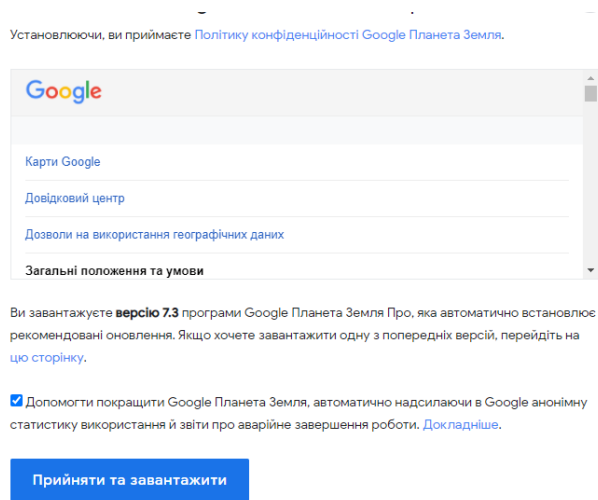 Установлюючи, ви приймаєте Політику конфіденційності Google Планета Земля.
Google
Карти Google
Довідковий центр
Дозволи на використання географічних даних
Загальні положення та умови
Ви завантажуєте версію 7.3 програми Google Планета Земля Про, яка автоматично встановлює
рекомендовані оновлення. Якщо хочете завантажити одну з попередніх версій, перейдіть на
цю сторінку.
Допомогти покращити Google Планета Земля, автоматично надсилаючи в Google анонімну
статистику використання й звіти про аварійне завершення роботи. Докладніше.
Прийняти та завантажити